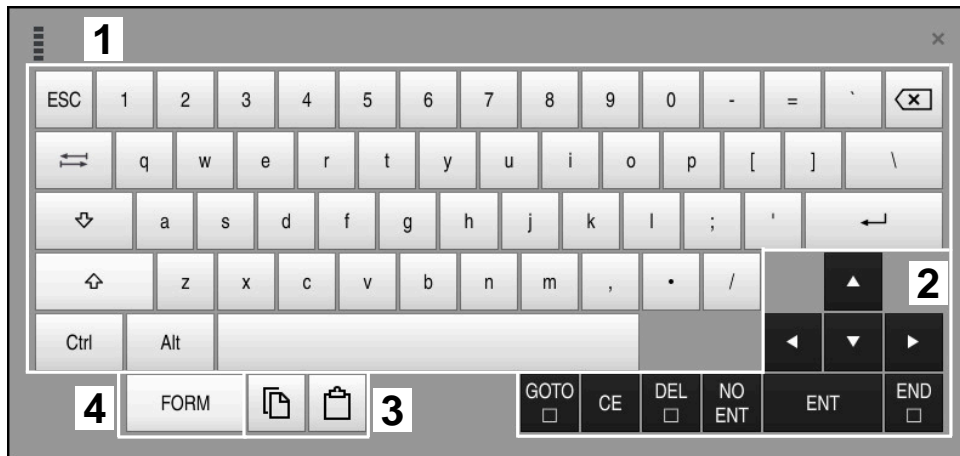 1
×
ESC 1 2 3 4 5 6 7 8 9 0 - = `
q w e r t y u i o p [ ] \
a s d f g h j k l ; '
z x c v b n m , • /
2
Ctrl Alt
4
FORM
3
GOTO CE DEL NO ENT ENT END